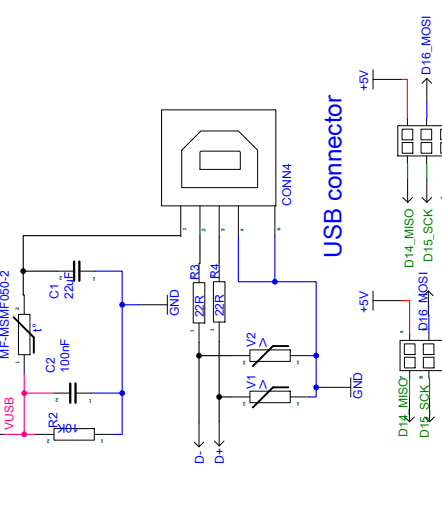 D16_MOSI
+5V
USB connector
CONN4
D14_MISO
D15_SCK
MF-MSMF050-2
t°
C1
22uF
GND
R3
22R
R4
22R
+5V
D16_MOSI
C2
100nF
V2
V1
GND
VUSB
R2
10K
D14_MISO
D15_SCK
D-
D+